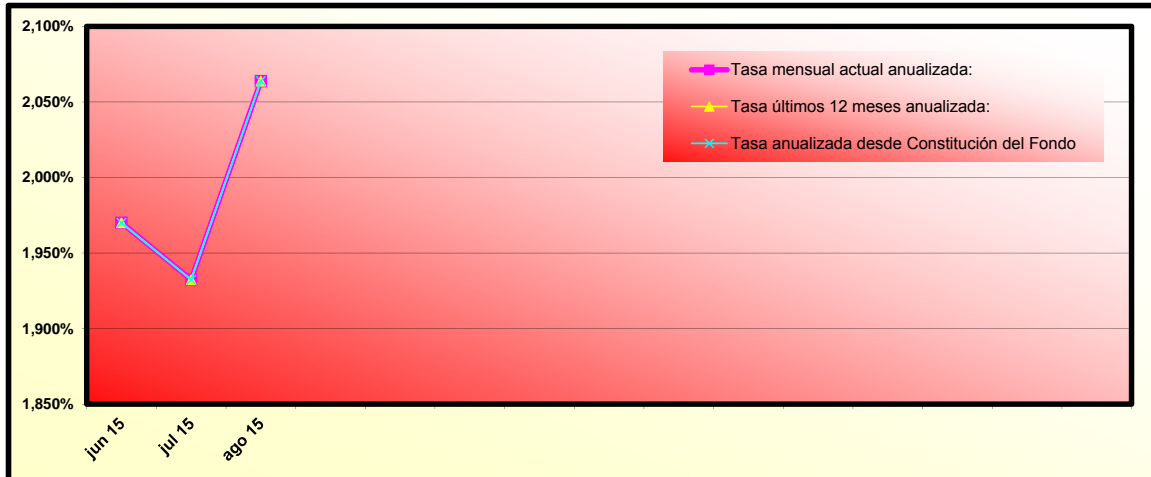 2,100%
2,050%
2,000%
1,950%
1,900%
1,850%
jun 15
jul 15
ago 15
Tasa mensual actual anualizada:
Tasa últimos 12 meses anualizada:
Tasa anualizada desde Constitución del Fondo